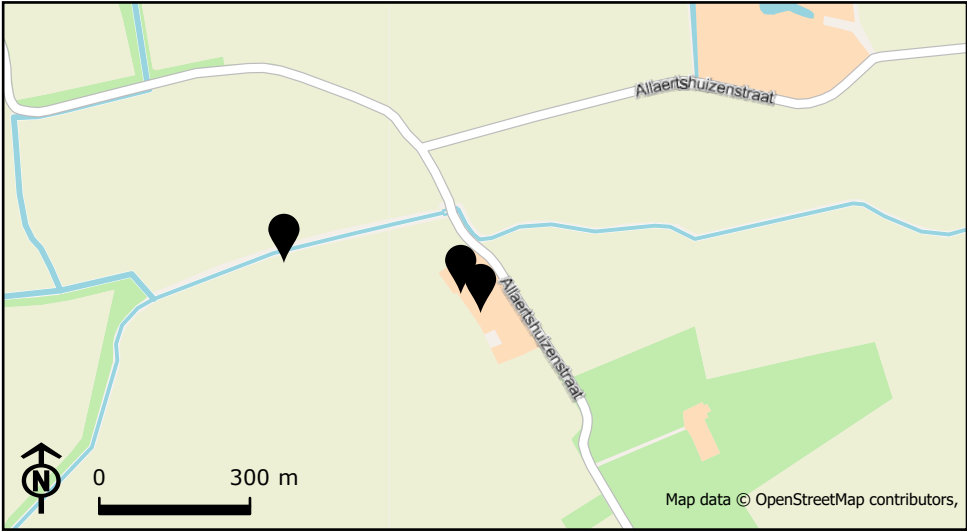 Allaertshuizenstraat
Allaertshuizenstraat
N
0 300 m
Map data © OpenStreetMap contributors,